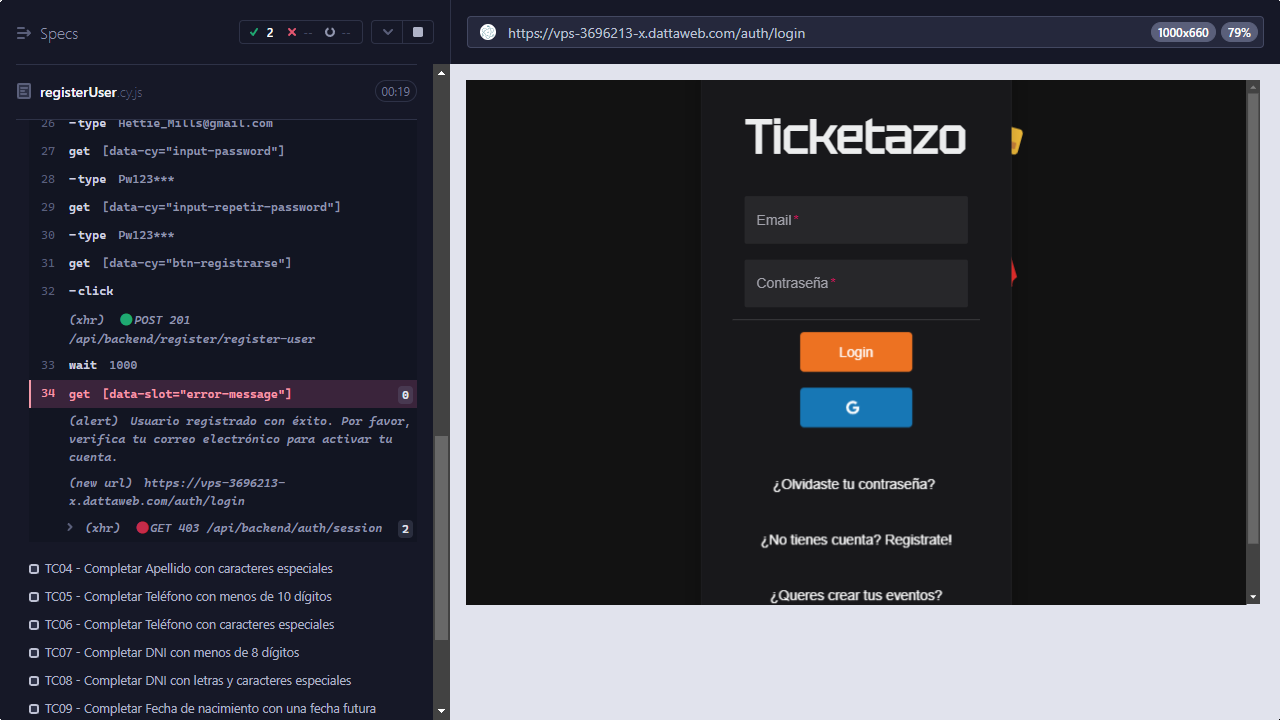 Specs
2 -- --
https://vps-3696213-x.dattaweb.com/auth/login
1000x660 79%
registerUser.cy.js 00:19
26 -type Hettie_Mills@gmail.com
27 get [data-cy="input-password"]
28 -type Pw123***
29 get [data-cy="input-repetir-password"]
30 -type Pw123***
31 get [data-cy="btn-registrarse"]
32 -click
(xhr) POST 201
/api/backend/register/register-user
33 wait 1000
34 get [data-slot="error-message"] 0
(alert) Usuario registrado con éxito. Por favor,
verifica tu correo electrónico para activar tu
cuenta.
(new url) https://vps-3696213-
x.dattaweb.com/auth/login
(xhr) GET 403 /api/backend/auth/session 2
TC04 - Completar Apellido con caracteres especiales
TC05 - Completar Teléfono con menos de 10 dígitos
TC06 - Completar Teléfono con caracteres especiales
TC07 - Completar DNI con menos de 8 dígitos
TC08 - Completar DNI con letras y caracteres especiales
TC09 - Completar Fecha de nacimiento con una fecha futura
Ticketazo
Email*
Contraseña*
Login
G
¿Olvidaste tu contraseña?
¿No tienes cuenta? Registrate!
¿Queres crear tus eventos?